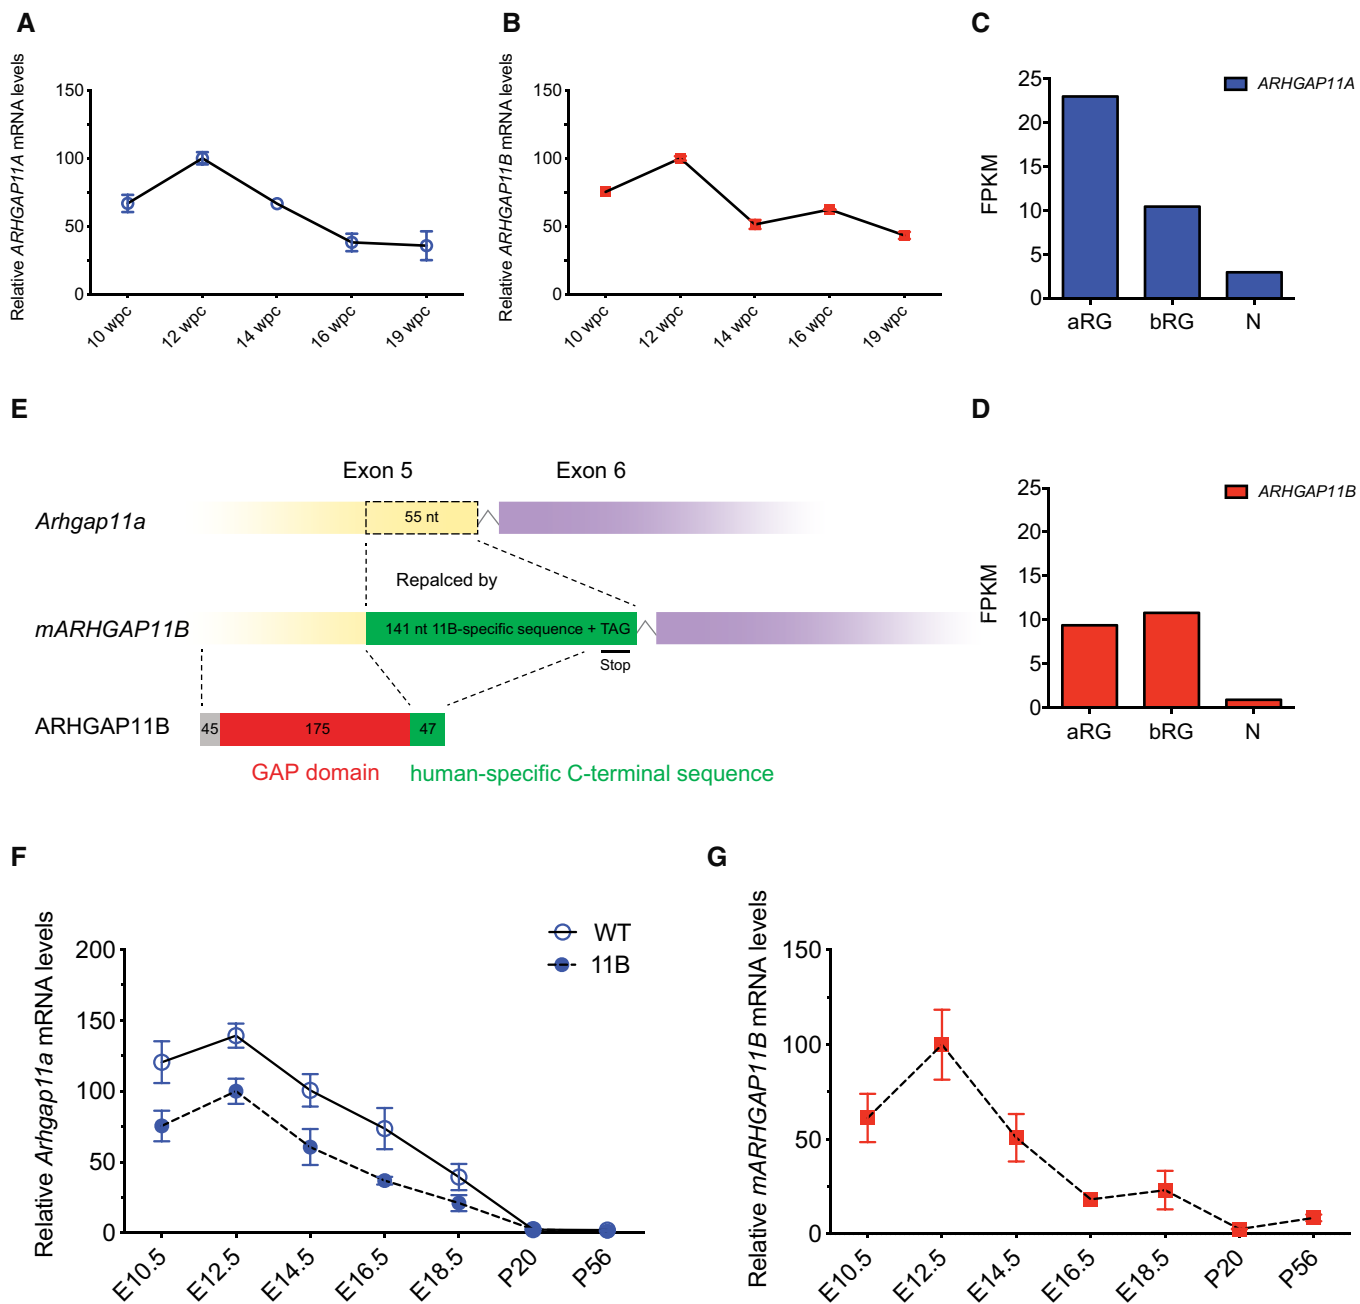 A
Relative ARHGAP11A mRNA levels
150
100
50
0
10 wpc
12 wpc
14 wpc
16 wpc
19 wpc
B
Relative ARHGAP11B mRNA levels
150
100
50
0
10 wpc
12 wpc
14 wpc
16 wpc
19 wpc
C
ARHGAP11A
FPKM
25
20
15
10
5
0
aRG
bRG
N
E
Exon 5
Exon 6
Arhgap11a
55 nt
Repalced by
mARHGAP11B
141 nt 11B-specific sequence + TAG
Stop
ARHGAP11B
45
175
47
GAP domain
human-specific C-terminal sequence
D
ARHGAP11B
FPKM
25
20
15
10
5
0
aRG
bRG
N
F
Relative Arhgap11a mRNA levels
WT
11B
200
150
100
50
0
E10.5
E12.5
E14.5
E16.5
E18.5
P20
P56
G
Relative mARHGAP11B mRNA levels
150
100
50
0
E10.5
E12.5
E14.5
E16.5
E18.5
P20
P56